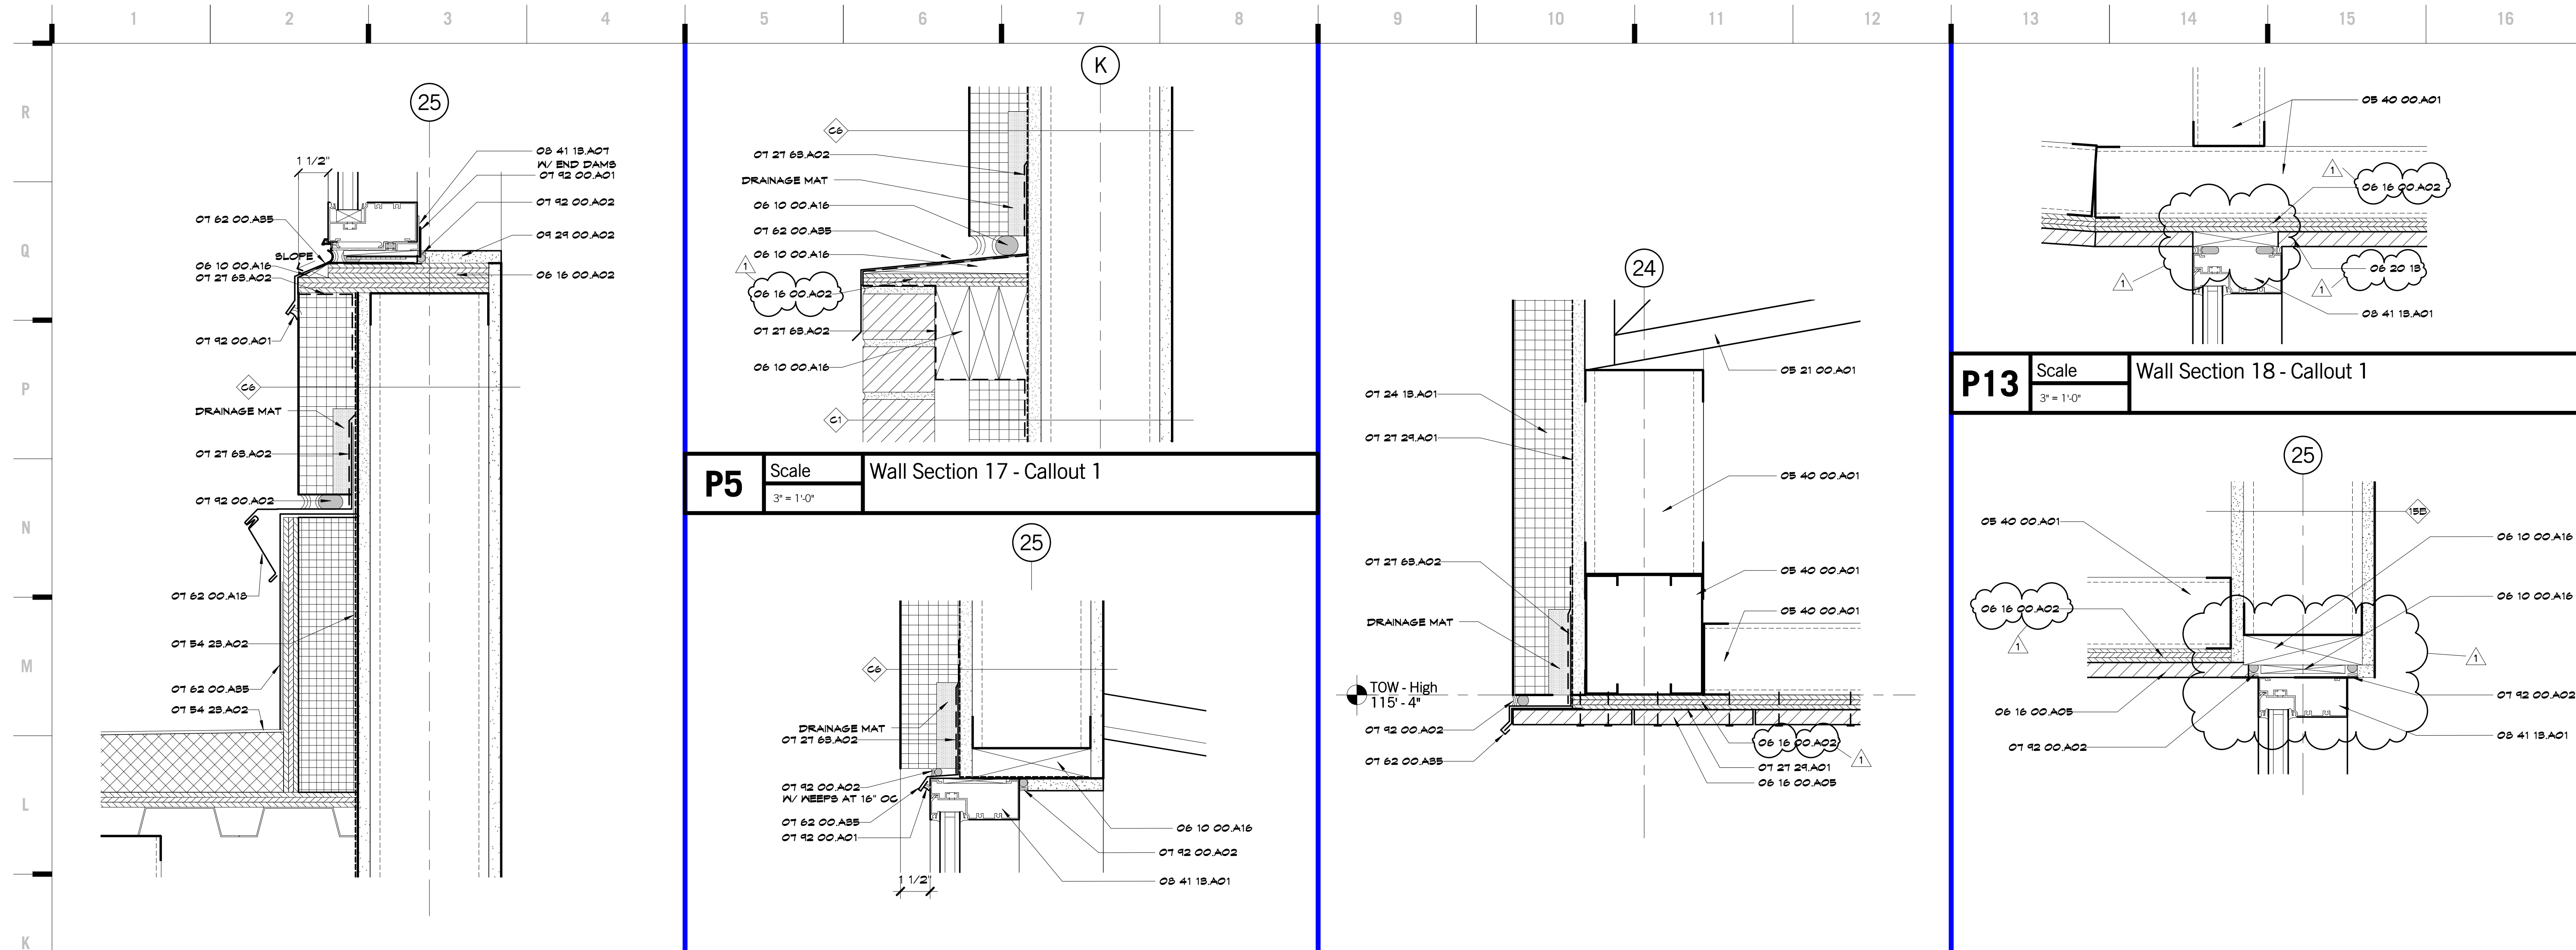 1 2 3 4 5 6 7 8 9 10 11 12 13 14 15 16
R
Q
P
N
M
L
K
25
1 1/2"
08 41 13.A07
W/ END DAMS
07 92 00.A01
07 92 00.A02
09 29 00.A02
06 16 00.A02
07 62 00.A35
SLOPE
06 10 00.A16
07 27 63.A02
07 92 00.A01
C6
DRAINAGE MAT
07 27 63.A02
07 92 00.A02
07 62 00.A18
07 54 23.A02
07 62 00.A35
07 54 23.A02
K
C6
07 27 63.A02
DRAINAGE MAT
06 10 00.A16
07 62 00.A35
06 10 00.A16
1
06 16 00.A02
07 27 63.A02
06 10 00.A16
C1
P5
Scale
3" = 1'-0"
Wall Section 17 - Callout 1
25
C6
DRAINAGE MAT
07 27 63.A02
07 92 00.A02
W/ WEEPS AT 16" OC
07 62 00.A35
07 92 00.A01
1 1/2"
06 10 00.A16
07 92 00.A02
08 41 13.A01
24
05 21 00.A01
07 24 13.A01
07 27 29.A01
05 40 00.A01
07 27 63.A02
05 40 00.A01
05 40 00.A01
DRAINAGE MAT
TOW - High
115' - 4"
07 92 00.A02
07 62 00.A35
06 16 00.A02
1
07 27 29.A01
06 16 00.A05
05 40 00.A01
1
06 16 00.A02
06 20 13
1
1
08 41 13.A01
P13
Scale
3" = 1'-0"
Wall Section 18 - Callout 1
25
15B
05 40 00.A01
06 10 00.A16
06 16 00.A02
1
06 10 00.A16
1
07 92 00.A02
06 16 00.A05
07 92 00.A02
08 41 13.A01